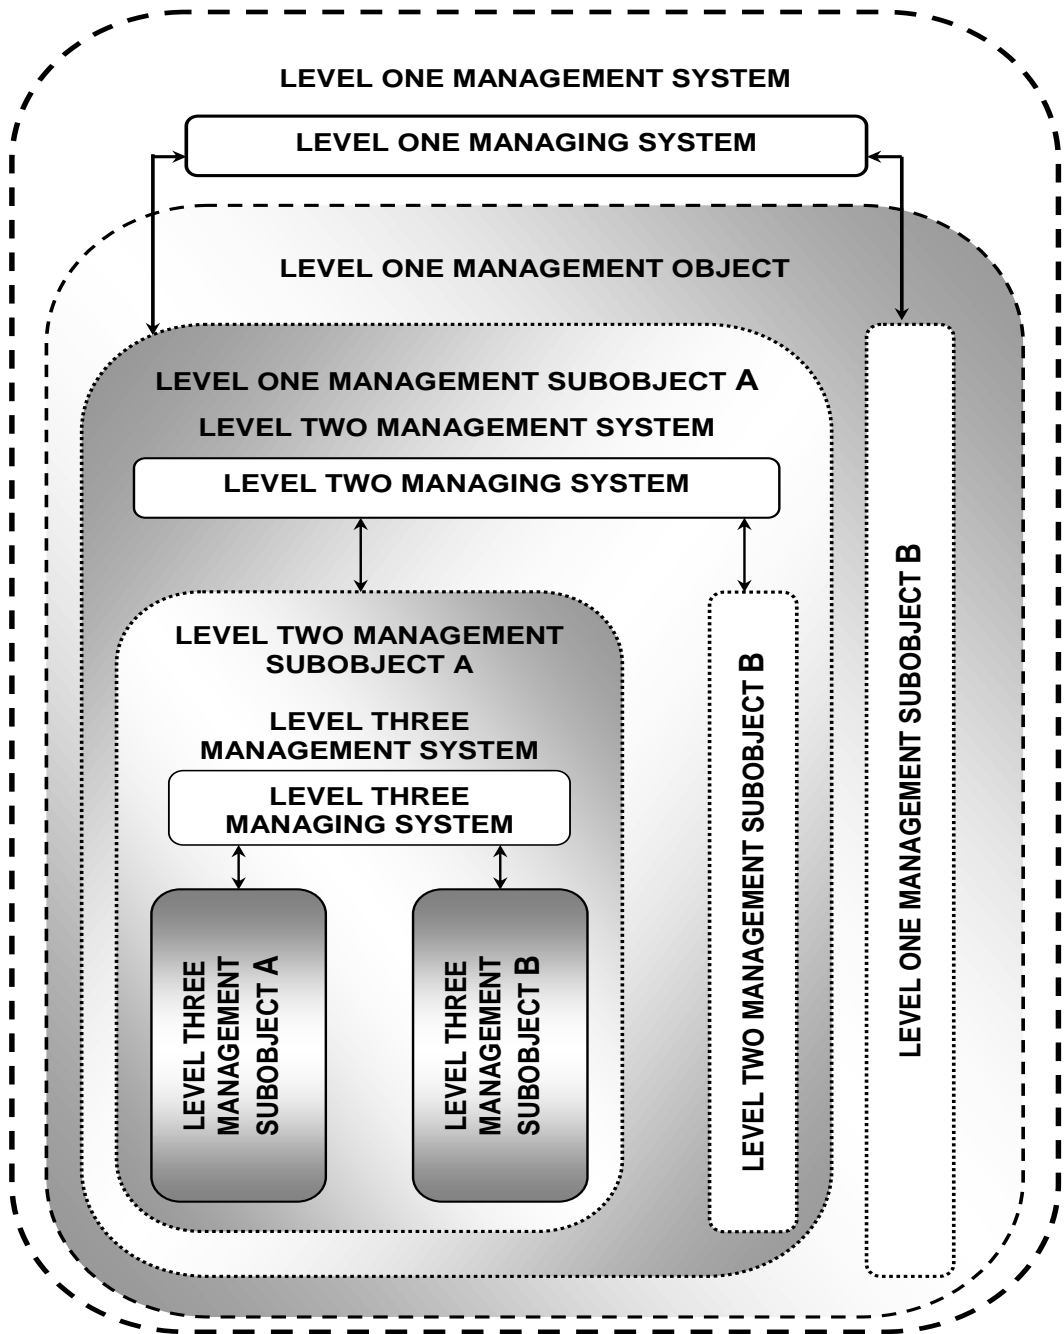 LEVEL ONE MANAGEMENT SYSTEM
LEVEL ONE MANAGING SYSTEM
LEVEL ONE MANAGEMENT OBJECT
LEVEL ONE MANAGEMENT SUBOBJECT A
LEVEL TWO MANAGEMENT SYSTEM
LEVEL TWO MANAGING SYSTEM
LEVEL TWO MANAGEMENT
SUBOBJECT A
LEVEL THREE
MANAGEMENT SYSTEM
LEVEL THREE
MANAGING SYSTEM
LEVEL THREE
MANAGEMENT
SUBOBJECT A
LEVEL THREE
MANAGEMENT
SUBOBJECT B
LEVEL TWO MANAGEMENT SUBOBJECT B
LEVEL ONE MANAGEMENT SUBOBJECT B